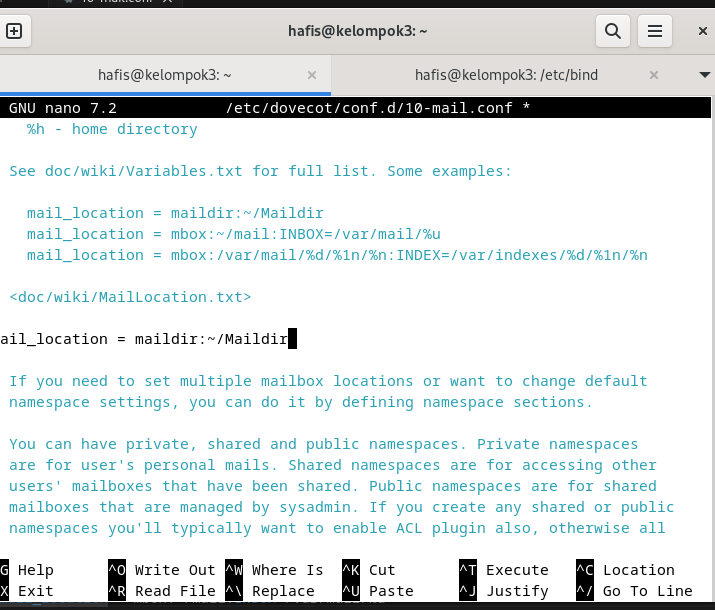 hafis@kelompok3: ~
hafis@kelompok3: ~
hafis@kelompok3: /etc/bind
GNU nano 7.2 /etc/dovecot/conf.d/10-mail.conf *
%h - home directory
See doc/wiki/Variables.txt for full list. Some examples:
mail_location = maildir:~/Maildir
mail_location = mbox:~/mail:INBOX=/var/mail/%u
mail_location = mbox:/var/mail/%d/%1n/%n:INDEX=/var/indexes/%d/%1n/%n
<doc/wiki/MailLocation.txt>
ail_location = maildir:~/Maildir
If you need to set multiple mailbox locations or want to change default
namespace settings, you can do it by defining namespace sections.
You can have private, shared and public namespaces. Private namespaces
are for user's personal mails. Shared namespaces are for accessing other
users' mailboxes that have been shared. Public namespaces are for shared
mailboxes that are managed by sysadmin. If you create any shared or public
namespaces you'll typically want to enable ACL plugin also, otherwise all
G Help ^O Write Out ^W Where Is ^K Cut ^T Execute ^C Location
X Exit ^R Read File ^\ Replace ^U Paste ^J Justify ^/ Go To Line